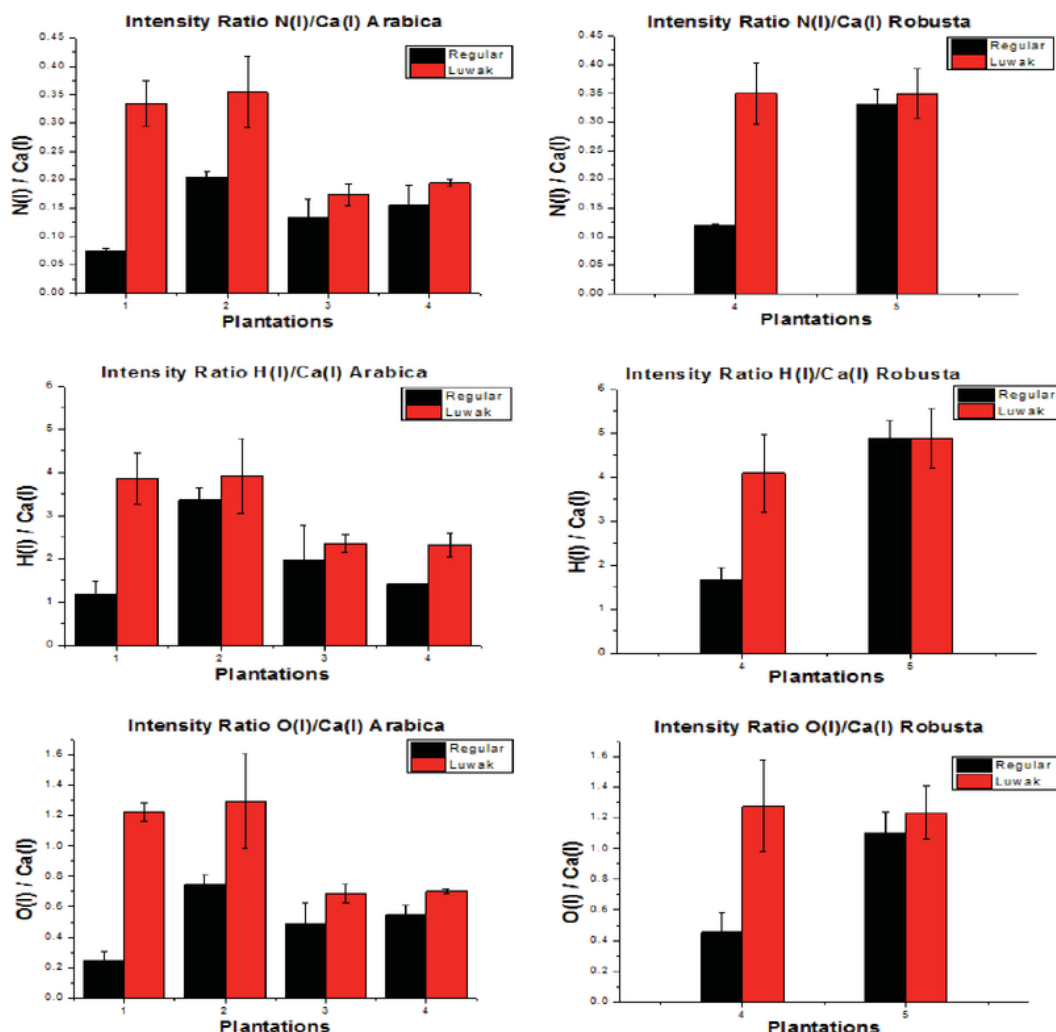 Intensity Ratio N(I)/Ca(I) Arabica
Regular
Luwak
N(I) / Ca(I)
0.45
0.40
0.35
0.30
0.25
0.20
0.15
0.10
0.05
0.00
1 2 3 4
Plantations
Intensity Ratio N(I)/Ca(I) Robusta
Regular
Luwak
N(I) / Ca(I)
0.45
0.40
0.35
0.30
0.25
0.20
0.15
0.10
0.05
0.00
4 5
Plantations
Intensity Ratio H(I)/Ca(I) Arabica
Regular
Luwak
H(I) / Ca(I)
6
5
4
3
2
1
0
1 2 3 4
Plantations
Intensity Ratio H(I)/Ca(I) Robusta
Regular
Luwak
H(I) / Ca(I)
6
5
4
3
2
1
0
4 5
Plantations
Intensity Ratio O(I)/Ca(I) Arabica
Regular
Luwak
O(I) / Ca(I)
1.6
1.4
1.2
1.0
0.8
0.6
0.4
0.2
0.0
1 2 3 4
Plantations
Intensity Ratio O(I)/Ca(I) Robusta
Regular
Luwak
O(I) / Ca(I)
1.6
1.4
1.2
1.0
0.8
0.6
0.4
0.2
0.0
4 5
Plantations